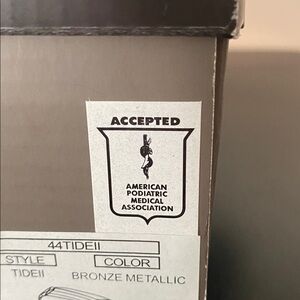 ACCEPTED
AMERICAN
PODIATRIC
MEDICAL
ASSOCIATION
44TIDEII
STYLE COLOR
TIDEII BRONZE METALLIC